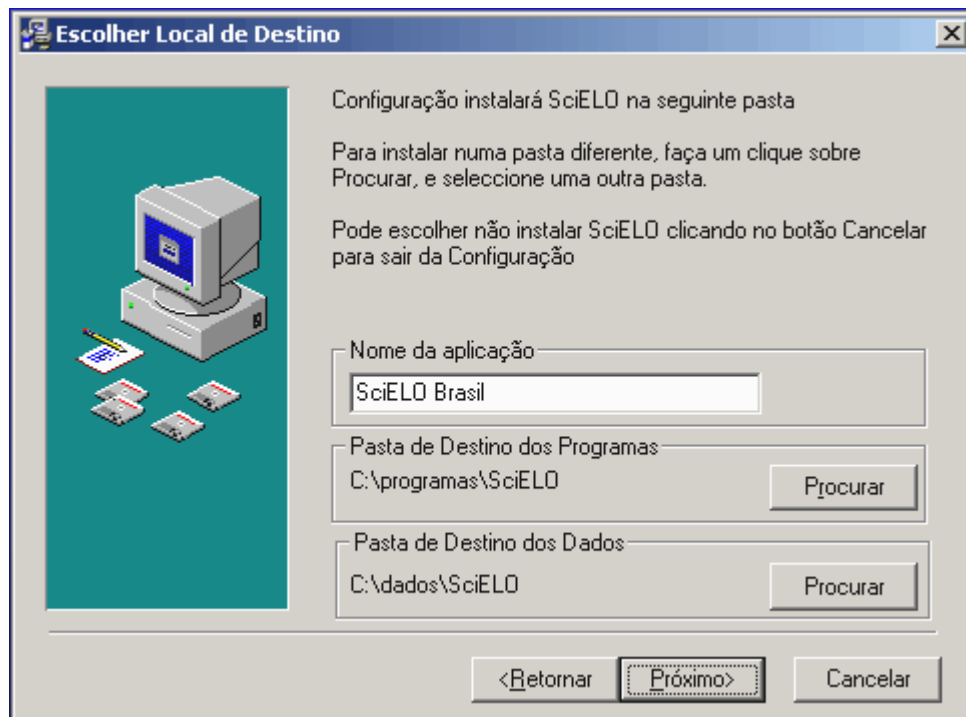 Escolher Local de Destino
Configuração instalará SciELO na seguinte pasta
Para instalar numa pasta diferente, faça um clique sobre
Procurar, e seleccione uma outra pasta.
Pode escolher não instalar SciELO clicando no botão Cancelar
para sair da Configuração
Nome da aplicação
SciELO Brasil
Pasta de Destino dos Programas
C:\programas\SciELO
Procurar
Pasta de Destino dos Dados
C:\dados\SciELO
Procurar
<Retornar
Próximo>
Cancelar